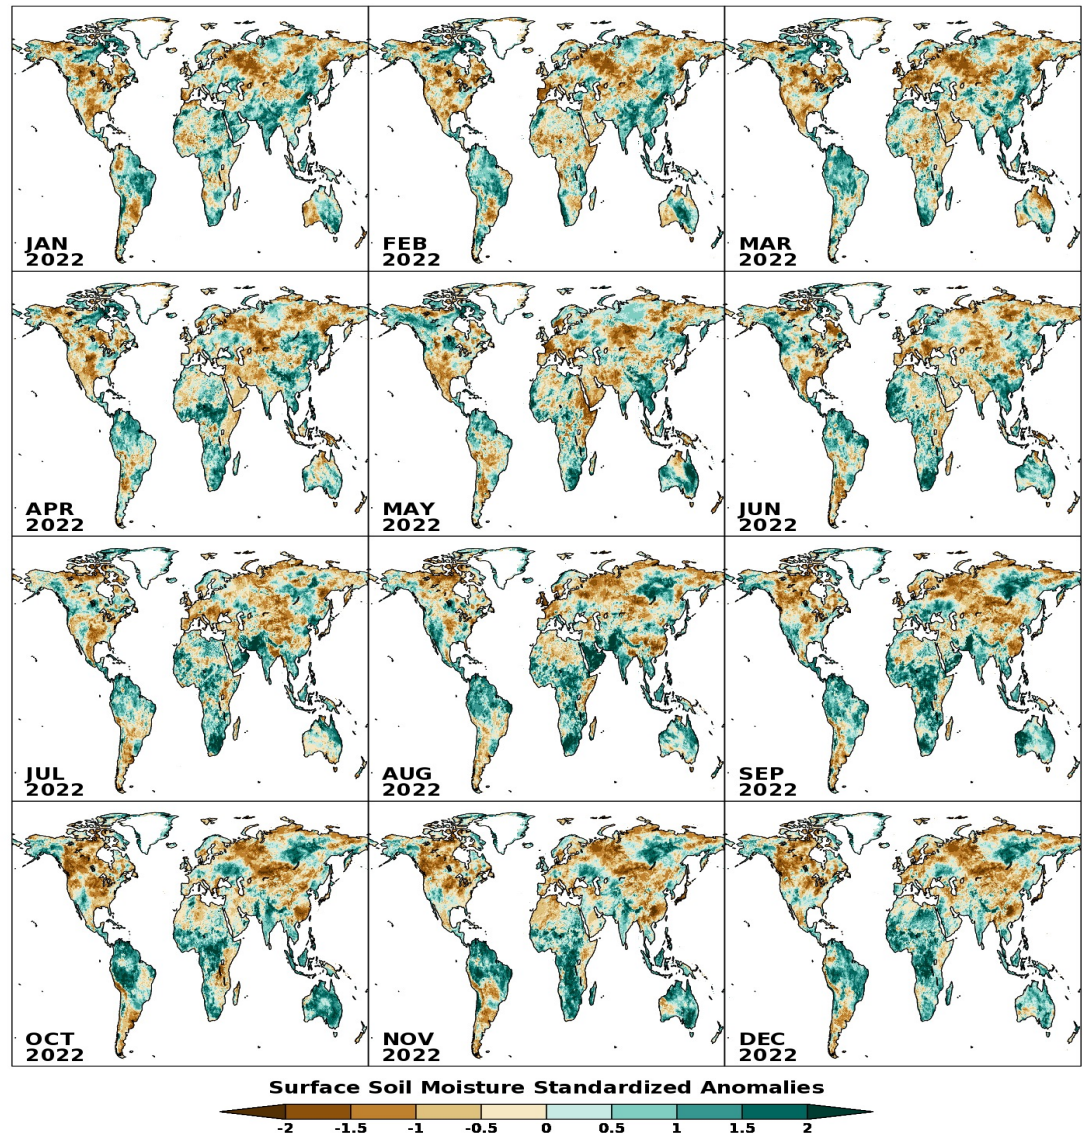 JAN
2022
FEB
2022
MAR
2022
APR
2022
MAY
2022
JUN
2022
JUL
2022
AUG
2022
SEP
2022
OCT
2022
NOV
2022
DEC
2022
Surface Soil Moisture Standardized Anomalies
-2 -1.5 -1 -0.5 0 0.5 1 1.5 2